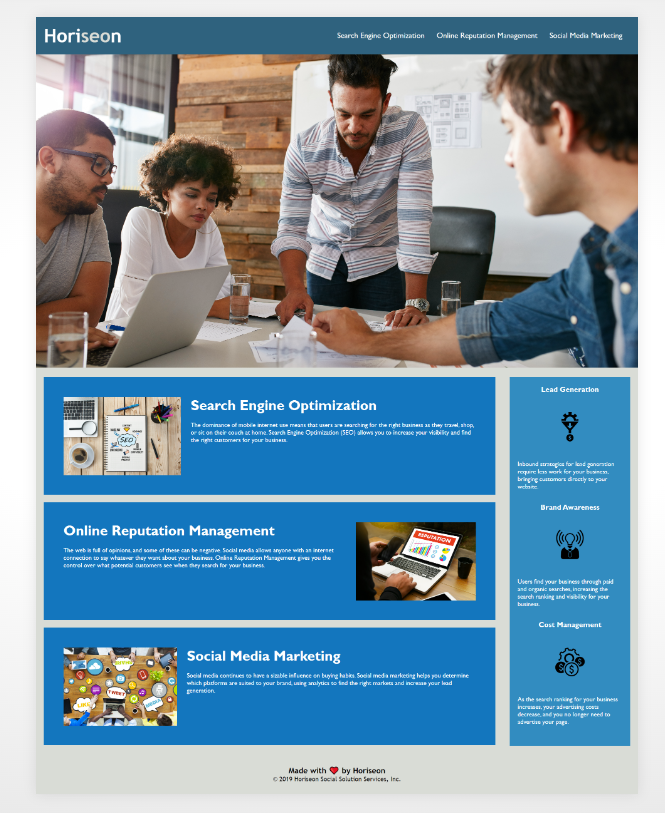 Horiseon
Search Engine Optimization
Online Reputation Management
Social Media Marketing
SEO
Search Engine Optimization
The dominance of mobile internet use means that users are searching for the right business as they travel, shop,
or sit on their couch at home. Search Engine Optimization (SEO) allows you to increase your visibility and find
the right customers for your business.
Online Reputation Management
The web is full of opinions, and some of these can be negative. Social media allows anyone with an internet
connection to say whatever they want about your business. Online Reputation Management gives you the
control over what potential customers see when they search for your business.
REPUTATION
TWEET
LIKE
Social Media Marketing
Social media continues to have a sizable influence on buying habits. Social media marketing helps you determine
which platforms are suited to your brand, using analytics to find the right markets and increase your lead
generation.
Lead Generation
Inbound strategies for lead generation
require less work for your business,
bringing customers directly to your
website.
Brand Awareness
Users find your business through paid
and organic searches, increasing the
search ranking and visibility for your
business.
Cost Management
As the search ranking for your business
increases, your advertising costs
decrease, and you no longer need to
advertise your page.
Made with ❤️ by Horiseon
© 2019 Horiseon Social Solution Services, Inc.